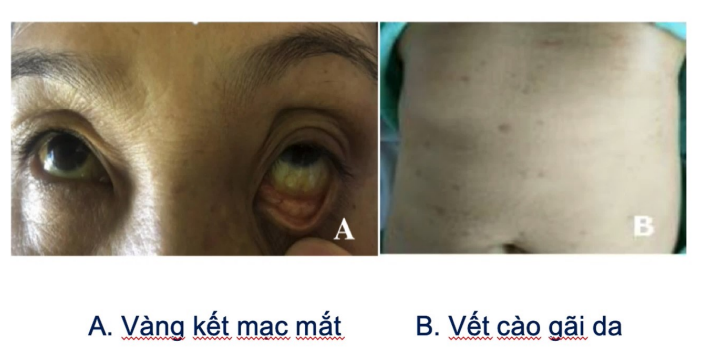 A
B
A. Vàng kết mạc mắt
B. Vết cào gãi da